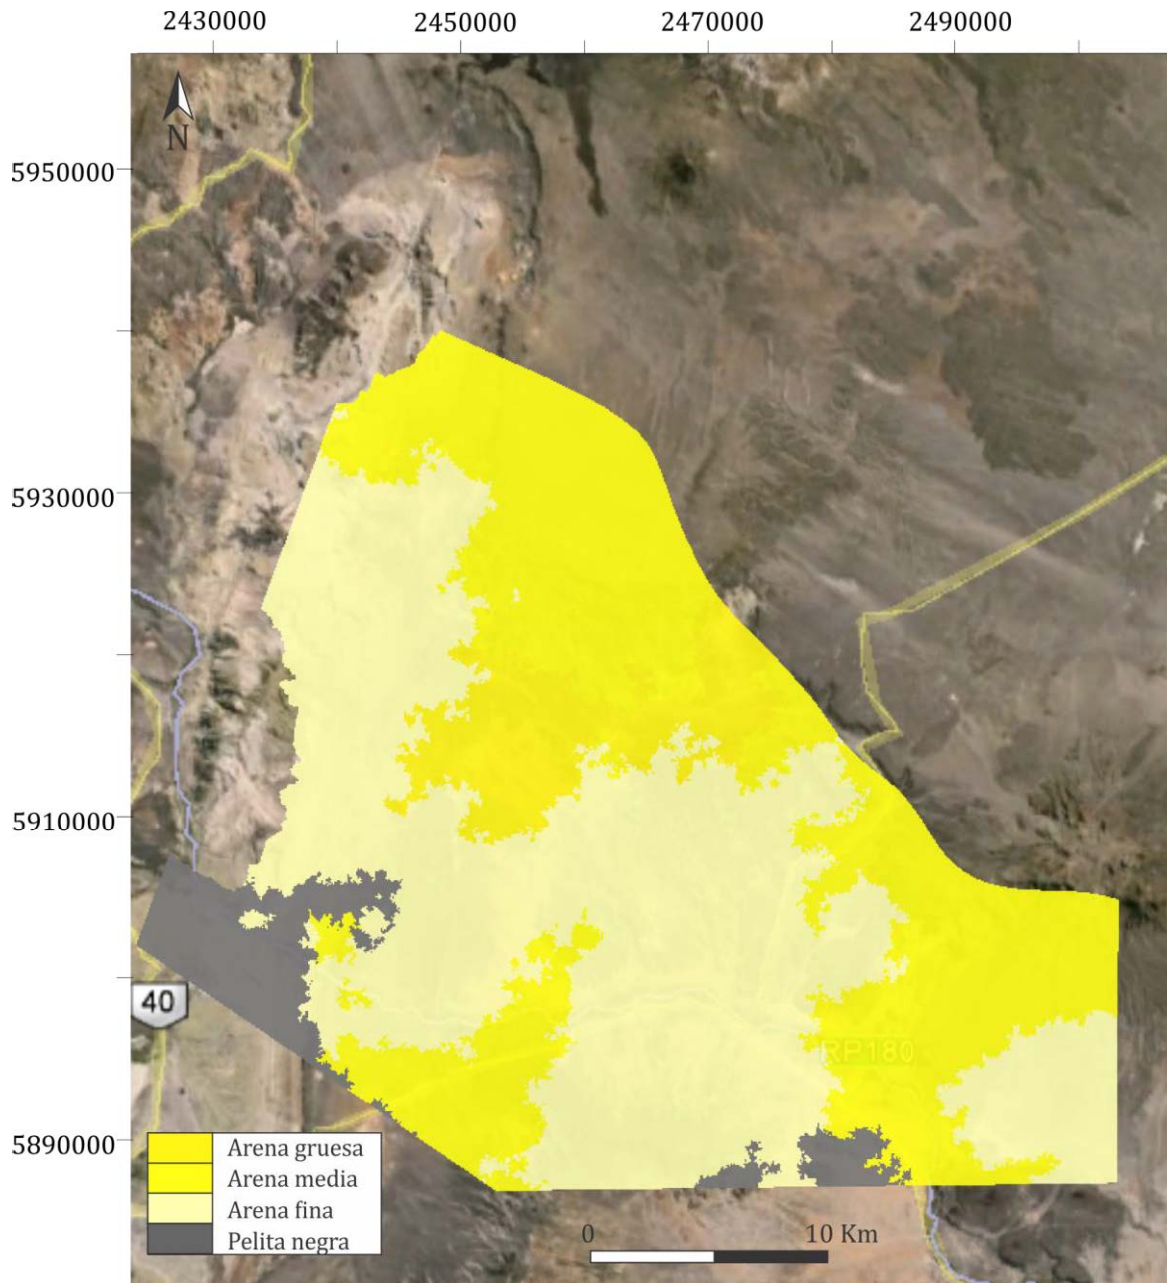 2430000 2450000 2470000 2490000
N
5950000
5930000
5910000
40
RP180
5890000
Arena gruesa
Arena media
Arena fina
Pelita negra
0 10 Km